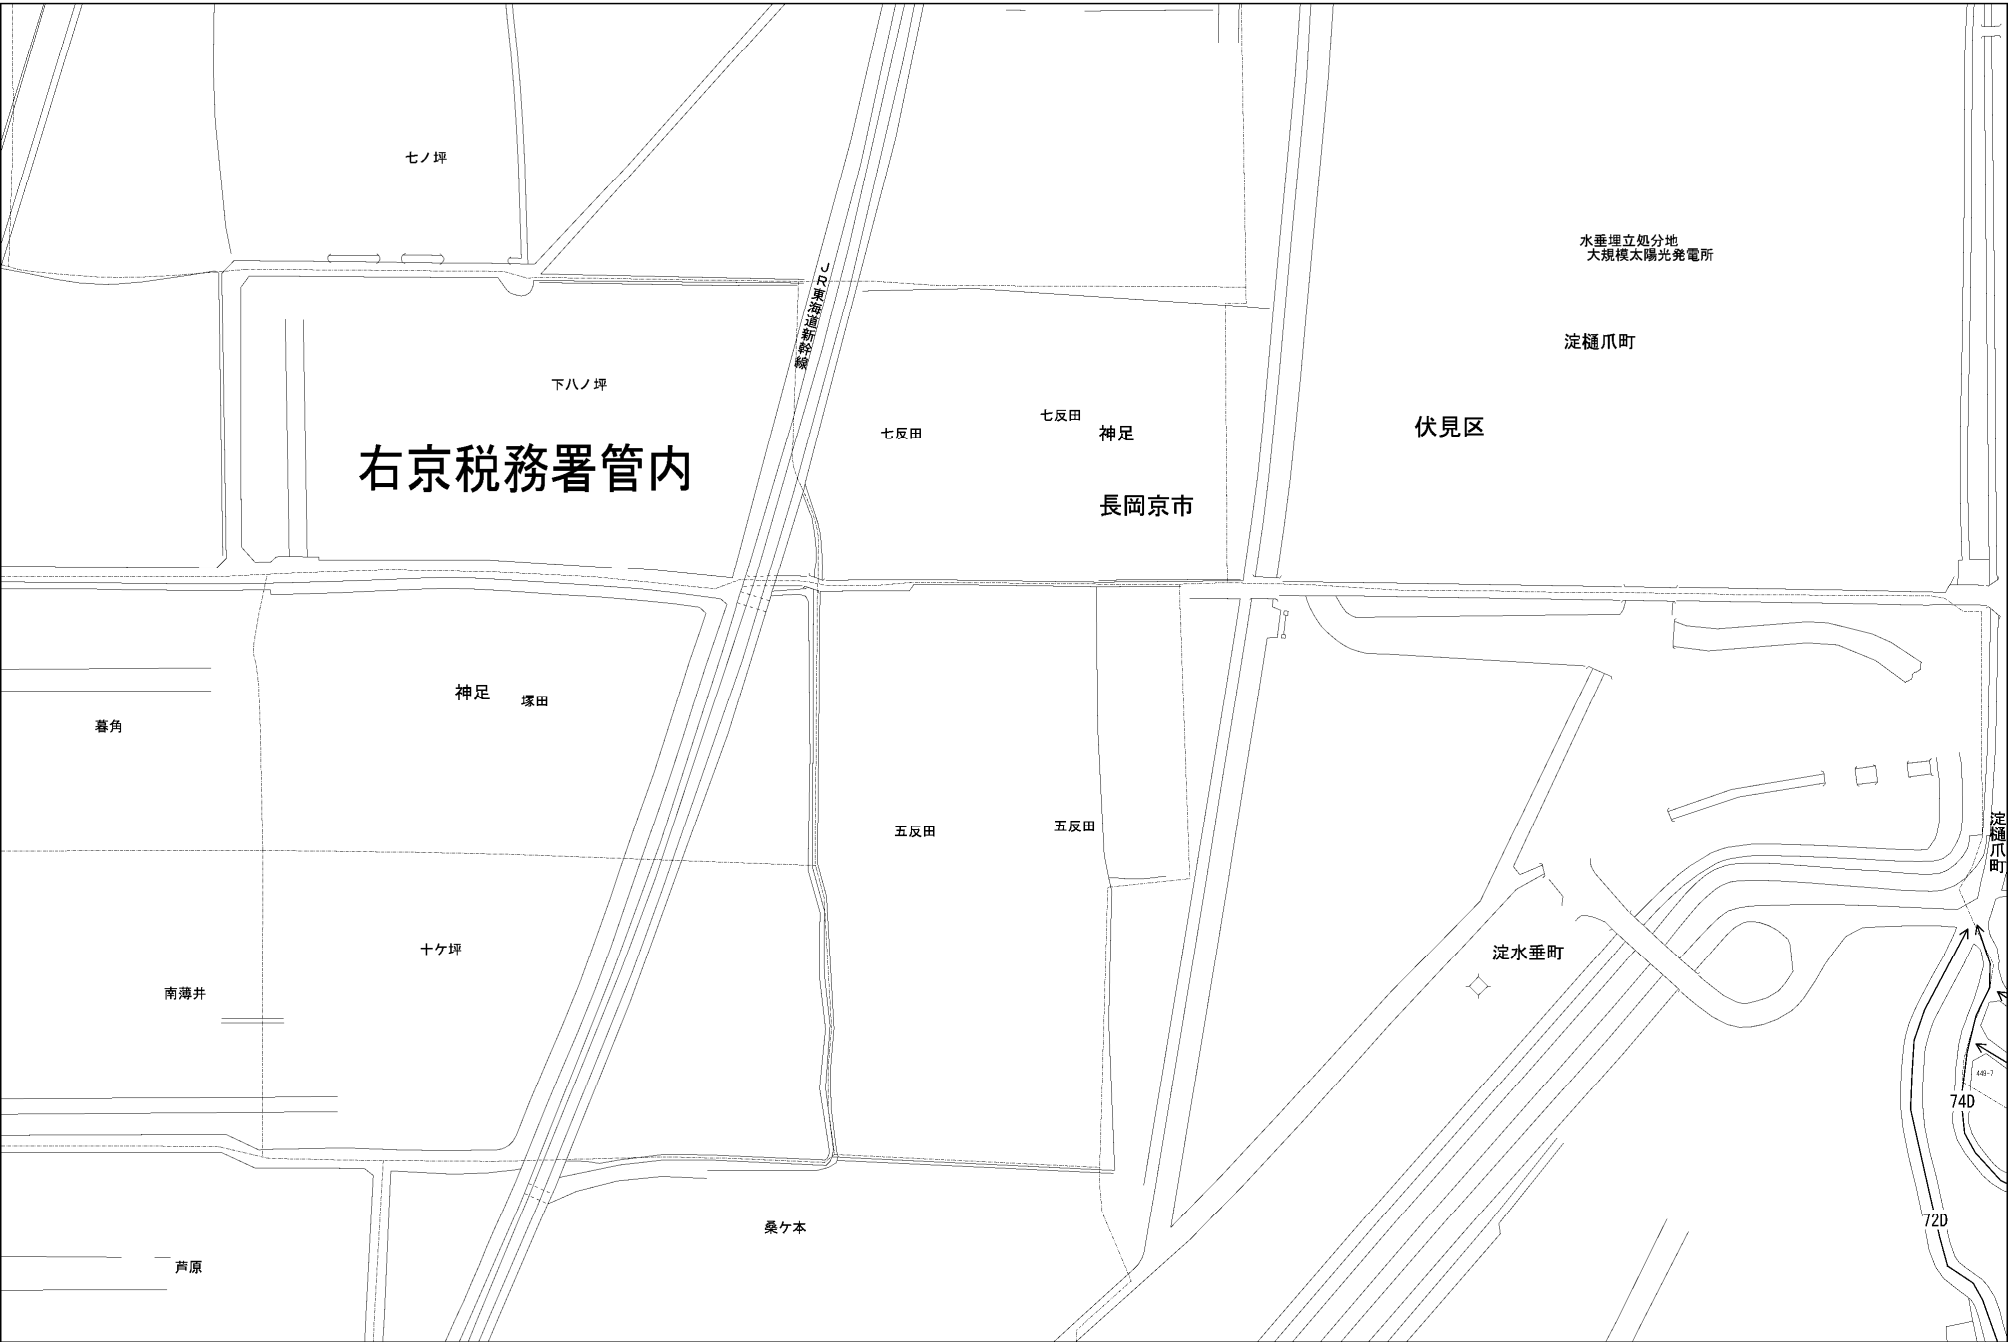 七ノ坪
水垂埋立処分地
大規模太陽光発電所
JR東海道新幹線
淀樋爪町
下八ノ坪
七反田
七反田
神足
伏見区
右京税務署管内
長岡京市
神足
塚田
暮角
五反田
五反田
淀樋爪町
十ケ坪
淀水垂町
南薄井
449-7
74D
72D
桑ケ本
芦原